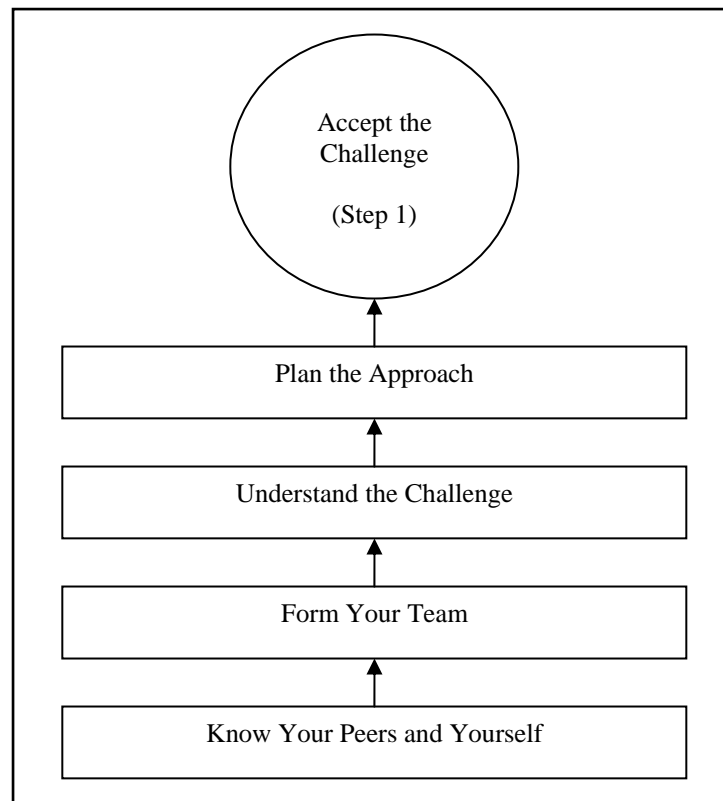 Accept the
Challenge
(Step 1)
Plan the Approach
Understand the Challenge
Form Your Team
Know Your Peers and Yourself